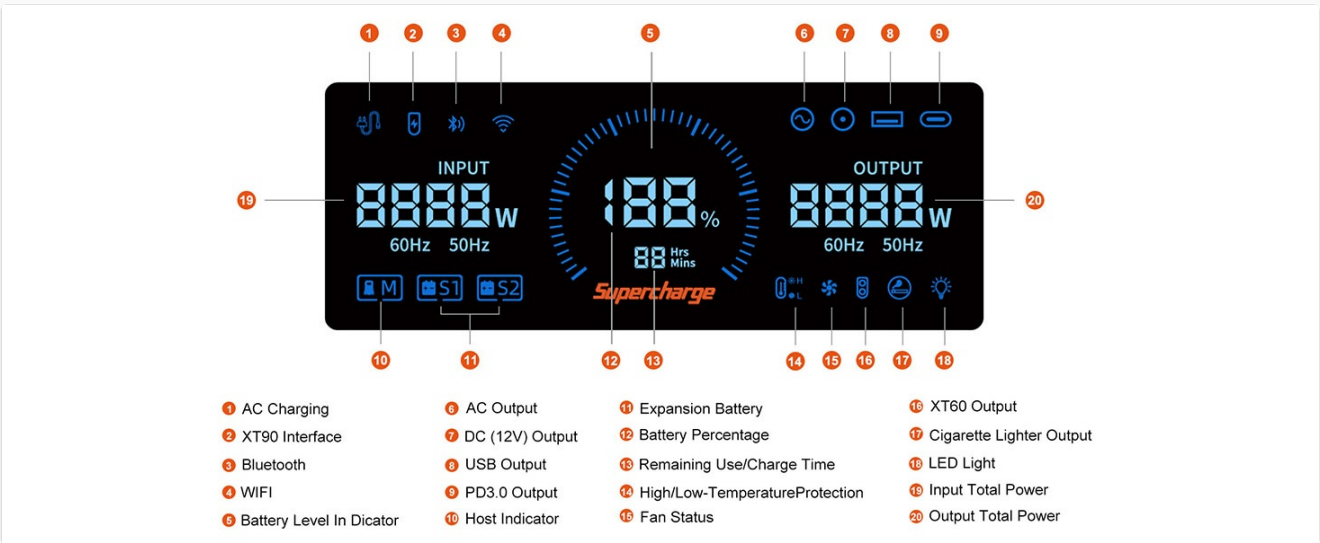 1 2 3 4 5 6 7 8 9
INPUT
8888 W
60Hz 50Hz
M S1 S2
188 %
88 Hrs
Mins
Supercharge
OUTPUT
8888 W
60Hz 50Hz
H
L
19
20
10 11 12 13 14 15 16 17 18
1 AC Charging
2 XT90 Interface
3 Bluetooth
4 WIFI
5 Battery Level In Dicator
6 AC Output
7 DC (12V) Output
8 USB Output
9 PD3.0 Output
10 Host Indicator
11 Expansion Battery
12 Battery Percentage
13 Remaining Use/Charge Time
14 High/Low-TemperatureProtection
15 Fan Status
16 XT60 Output
17 Cigarette Lighter Output
18 LED Light
19 Input Total Power
20 Output Total Power